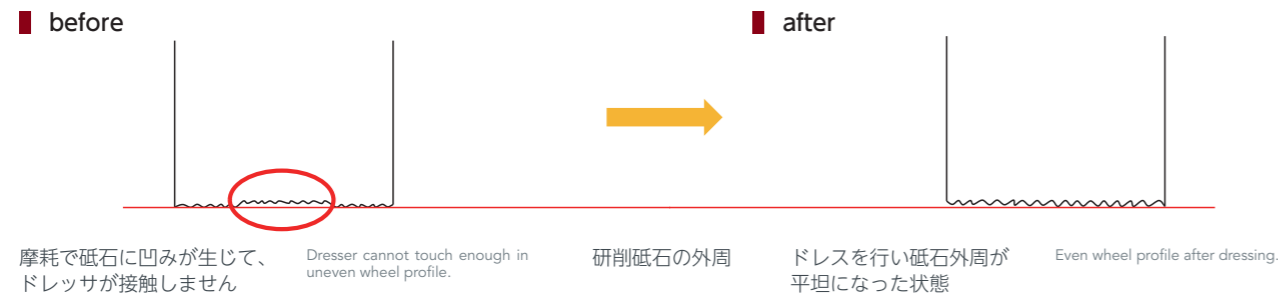 before
after
摩耗で砥石に凹みが生じて、
ドレッサが接触しません
Dresser cannot touch enough in
uneven wheel profile.
研削砥石の外周
ドレスを行い砥石外周が
平坦になった状態
Even wheel profile after dressing.